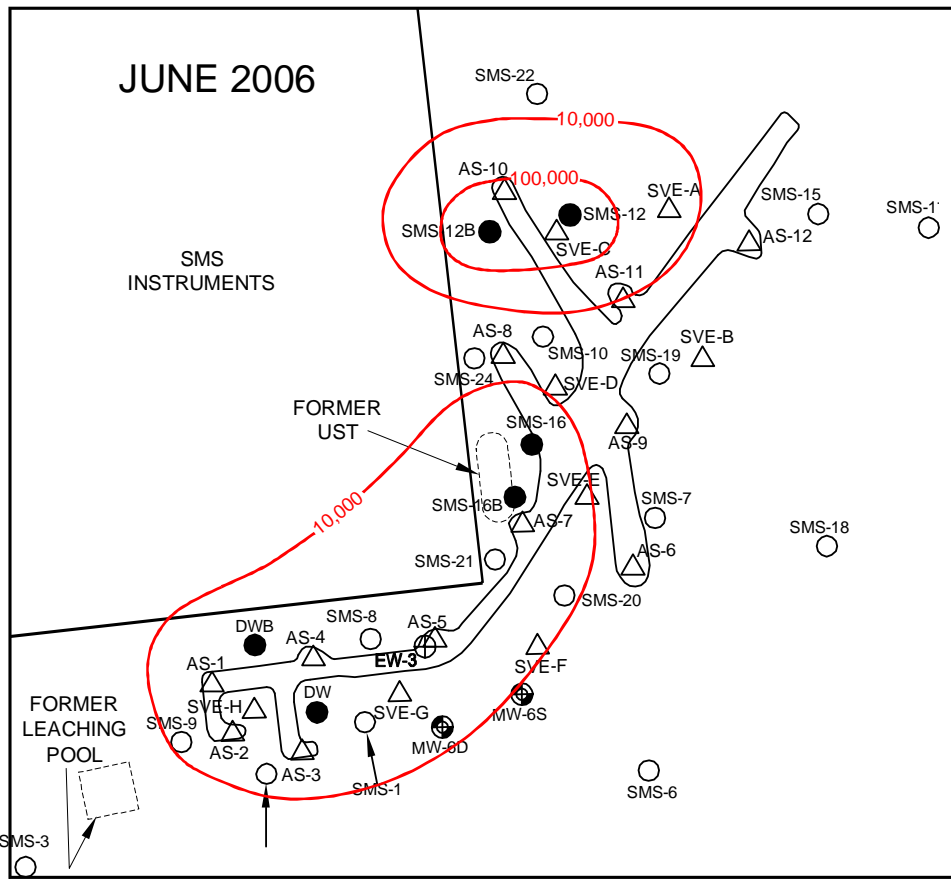 SMS-22
JUNE 2006
10,000
AS-10
100,000
SVE-A
SMS-15
SMS-12
SMS-1
SMS-12B
SVE-C
AS-12
SMS
INSTRUMENTS
AS-11
AS-8
SMS-10
SVE-B
SMS-19
SMS-24
SVE-D
FORMER
UST
SMS-16
AS-9
SVE-E
10,000
SMS-16B
SMS-7
AS-7
SMS-18
SMS-21
AS-6
SMS-20
DWB
SMS-8
AS-5
AS-4
EW-3
SVE-F
AS-1
FORMER
LEACHING
POOL
SVE-H
DW
SVE-G
MW-6S
SMS-9
AS-2
MW-6D
AS-3
SMS-1
SMS-6
SMS-3